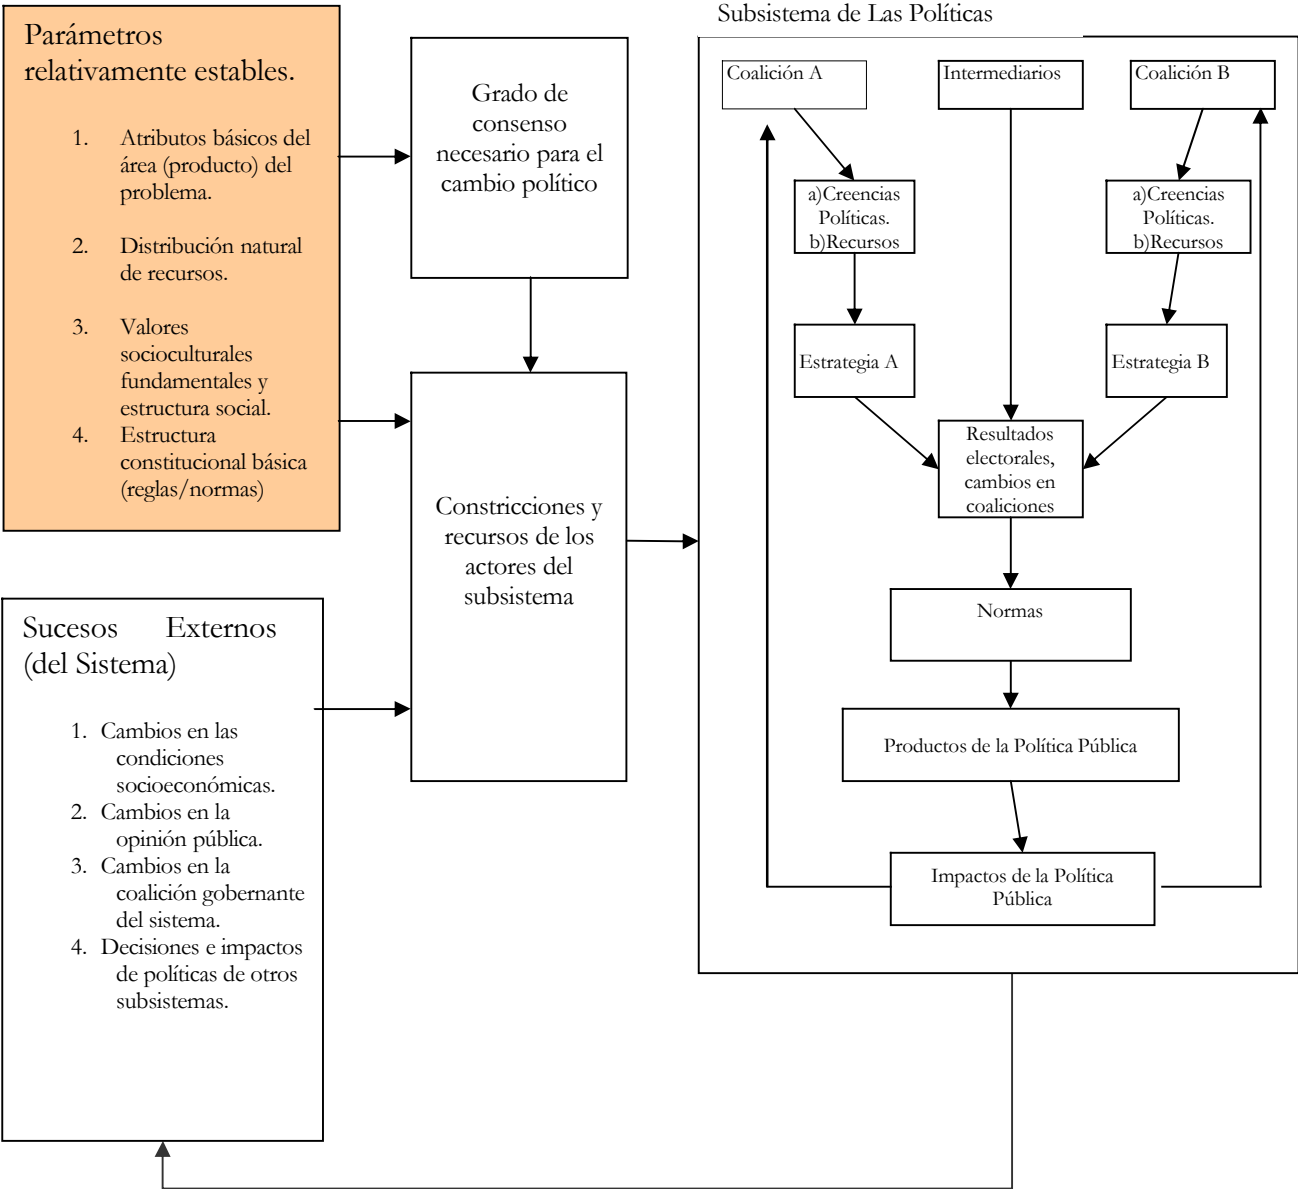 Parámetros
relativamente estables.
1. Atributos básicos del
área (producto) del
problema.
2. Distribución natural
de recursos.
3. Valores
socioculturales
fundamentales y
estructura social.
4. Estructura
constitucional básica
(reglas/normas)
Sucesos Externos
(del Sistema)
1. Cambios en las
condiciones
socioeconómicas.
2. Cambios en la
opinión pública.
3. Cambios en la
coalición gobernante
del sistema.
4. Decisiones e impactos
de políticas de otros
subsistemas.
Grado de
consenso
necesario para el
cambio político
Constricciones y
recursos de los
actores del
subsistema
Subsistema de Las Políticas
Coalición A
Intermediarios
Coalición B
a)Creencias
Políticas.
b)Recursos
a)Creencias
Políticas.
b)Recursos
Estrategia A
Estrategia B
Resultados
electorales,
cambios en
coaliciones
Normas
Productos de la Política Pública
Impactos de la Política
Pública